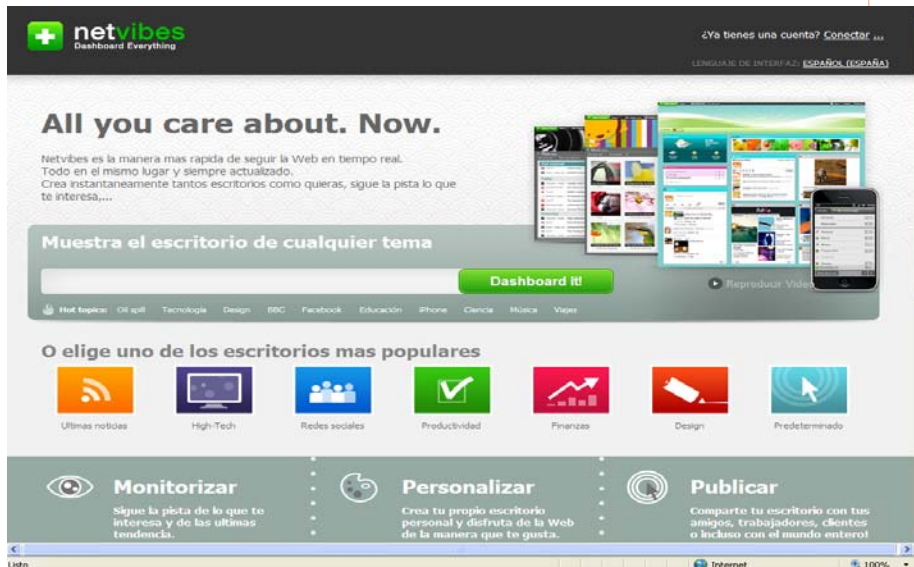 netvibes
Dashboard Everything
¿Ya tienes una cuenta? Conectar ...
LENGUAJE DE INTERFAZ: ESPAÑOL (ESPAÑA)
All you care about. Now.
Netvibes es la manera mas rapida de seguir la Web en tiempo real.
Todo en el mismo lugar y siempre actualizado.
Crea instantaneamente tantos escritorios como quieras, sigue la pista lo que
te interesa,...
Muestra el escritorio de cualquier tema
Dashboard it!
Reproducir Video
Hot topics: Oil spill Tecnología Design BBC Facebook Educación iPhone Ciencia Música Viajes
O elige uno de los escritorios mas populares
Ultimas noticias High-Tech Redes sociales Productividad Finanzas Design Predeterminado
Monitorizar
Sigue la pista de lo que te
interesa y de las ultimas
tendencia.
Personalizar
Crea tu propio escritorio
personal y disfruta de la Web
de la manera que te gusta.
Publicar
Comparte tu escritorio con tus
amigos, trabajadores, clientes
o incluso con el mundo entero!
Listo
Internet
100%